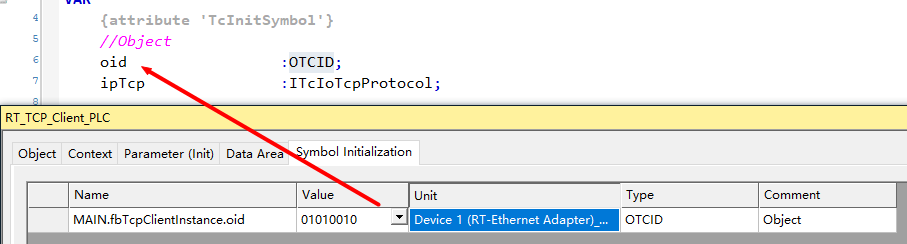 VAR
4 {attribute 'TcInitSymbol'}
5 //Object
6 oid :OTCID;
7 ipTcp :ITcIoTcpProtocol;
8
RT_TCP_Client_PLC
Object Context Parameter (Init) Data Area Symbol Initialization
Name Value Unit Type Comment
MAIN.fbTcpClientInstance.oid 01010010 Device 1 (RT-Ethernet Adapter)_... OTCID Object